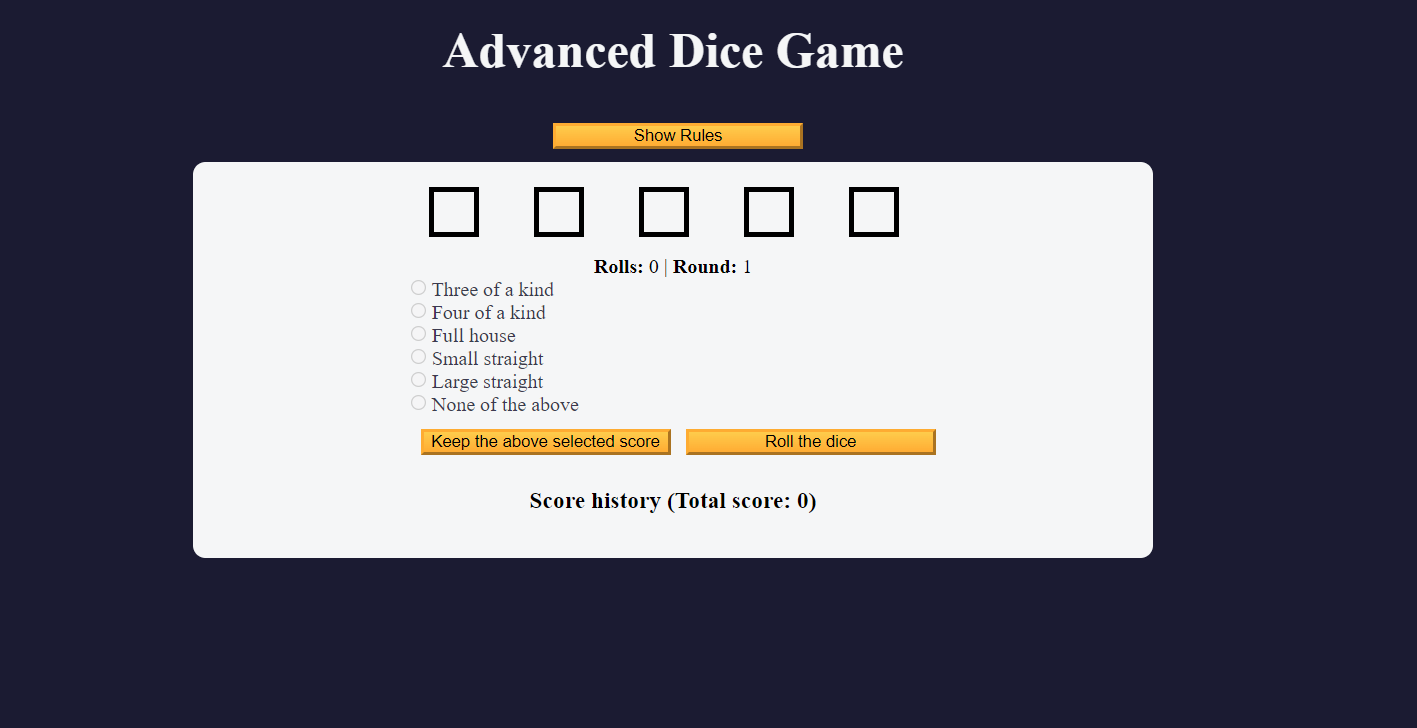 Advanced Dice Game
Show Rules
Rolls: 0 | Round: 1
Three of a kind
Four of a kind
Full house
Small straight
Large straight
None of the above
Keep the above selected score
Roll the dice
Score history (Total score: 0)